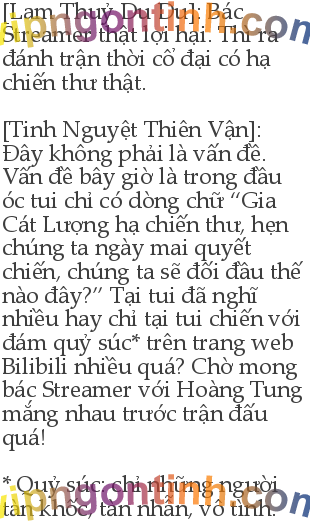 [Lam Thuỷ Du Du]: Bác
Streamer thật lợi hại. Thì ra
đánh trận thời cổ đại có hạ
chiến thư thật.

[Tinh Nguyệt Thiên Vận]:
Đây không phải là vấn đề.
Vấn đề bây giờ là trong đầu
óc tui chỉ có dòng chữ “Gia
Cát Lượng hạ chiến thư, hẹn
chúng ta ngày mai quyết
chiến, chúng ta sẽ đối đầu thế
nào đây?” Tại tui đã nghĩ
nhiều hay chỉ tại tui chiến với
đám quỷ súc* trên trang web
Bilibili nhiều quá? Chờ mong
bác Streamer với Hoàng Tung
mắng nhau trước trận đấu
quá!

* Quỷ súc: chỉ những người
tàn khốc, tàn nhẫn, vô tình.
vipngontinh.com
vipngontinh.com